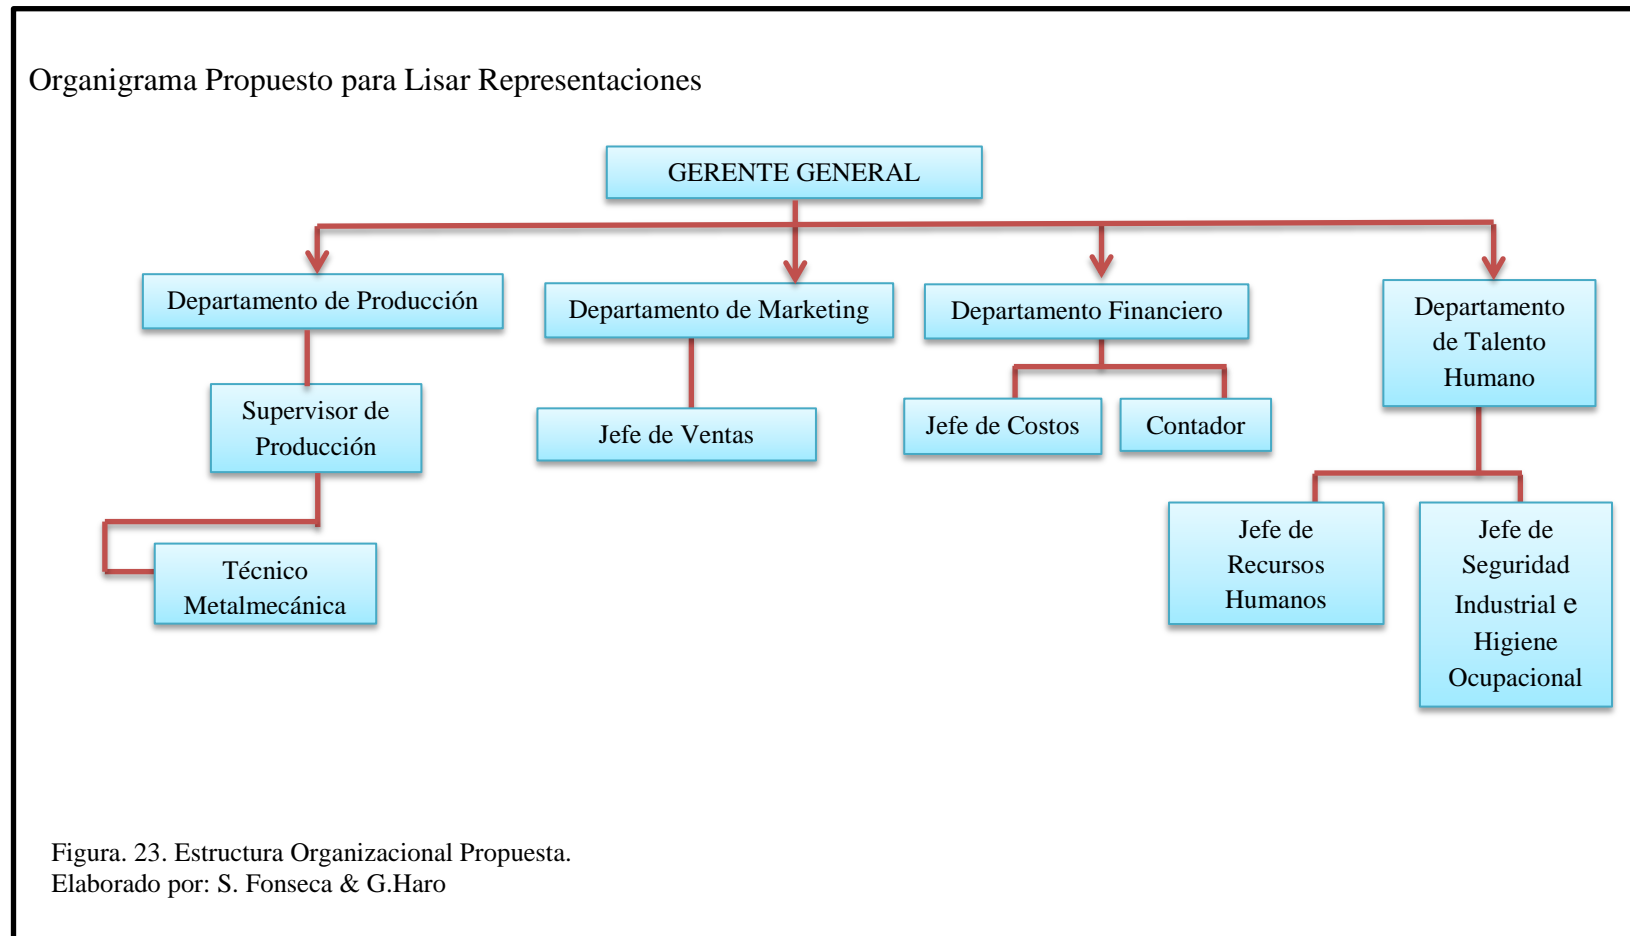 Organigrama Propuesto para Lisar Representaciones
GERENTE GENERAL
Departamento de Producción
Departamento de Marketing
Departamento Financiero
Departamento
de Talento
Humano
Supervisor de
Producción
Jefe de Ventas
Jefe de Costos
Contador
Técnico
Metalmecánica
Jefe de
Recursos
Humanos
Jefe de
Seguridad
Industrial e
Higiene
Ocupacional
Figura. 23. Estructura Organizacional Propuesta.
Elaborado por: S. Fonseca & G.Haro